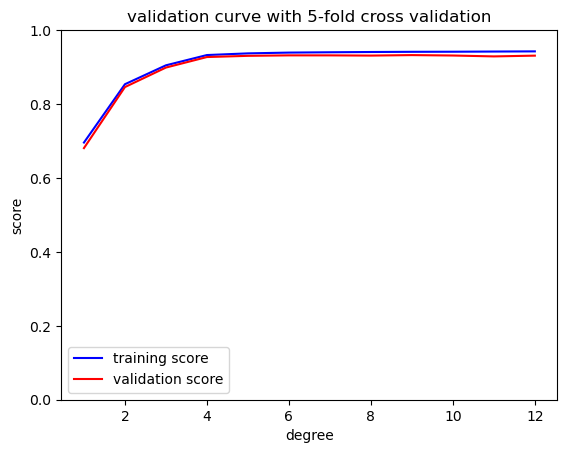 validation curve with 5-fold cross validation
1.0
0.8
0.6
0.4
0.2
0.0
score
training score
validation score
2 4 6 8 10 12
degree